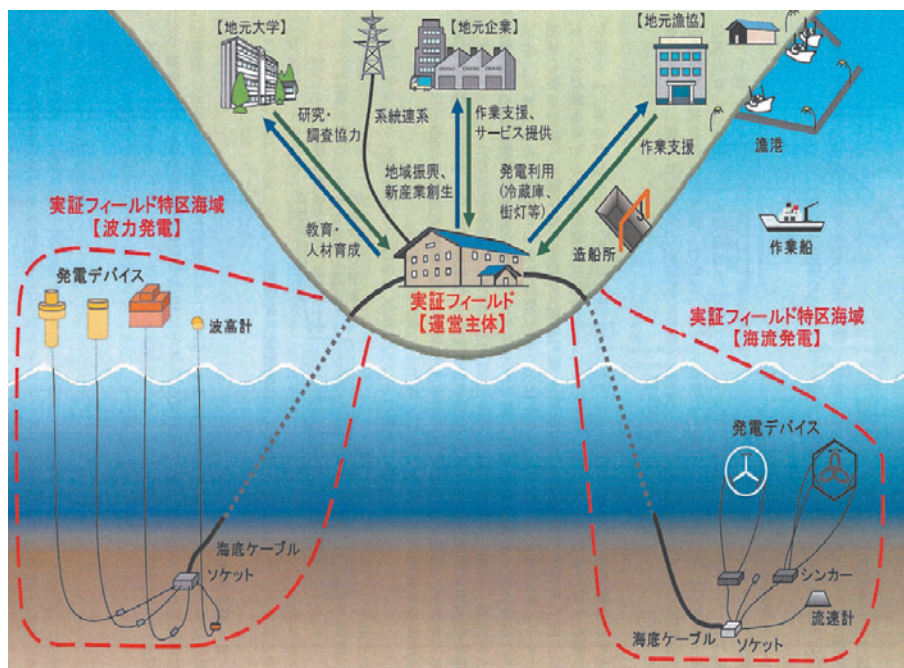 【地元大学】
【地元企業】
【地元漁協】
研究・
調査協力
系統連系
作業支援、
サービス提供
作業支援
漁港
地域振興、
新産業創生
発電利用
(冷蔵庫、
街灯等)
実証フィールド特区海域
【波力発電】
教育・
人材育成
造船所
作業船
発電デバイス
波高計
実証フィールド
【運営主体】
実証フィールド特区海域
【海流発電】
発電デバイス
海底ケーブル
ソケット
シンカー
流速計
海底ケーブル
ソケット